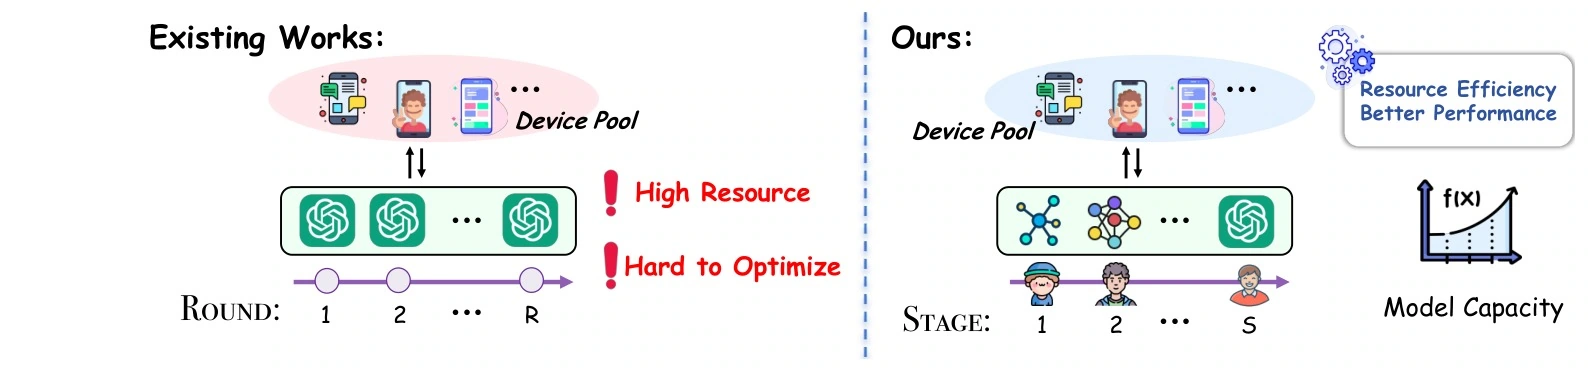 Existing Works:
Device Pool
...
High Resource
Hard to Optimize
ROUND:
1 2 ... R
Ours:
Device Pool
...
Resource Efficiency
Better Performance
f(x)
Model Capacity
STAGE:
1 2 ... S